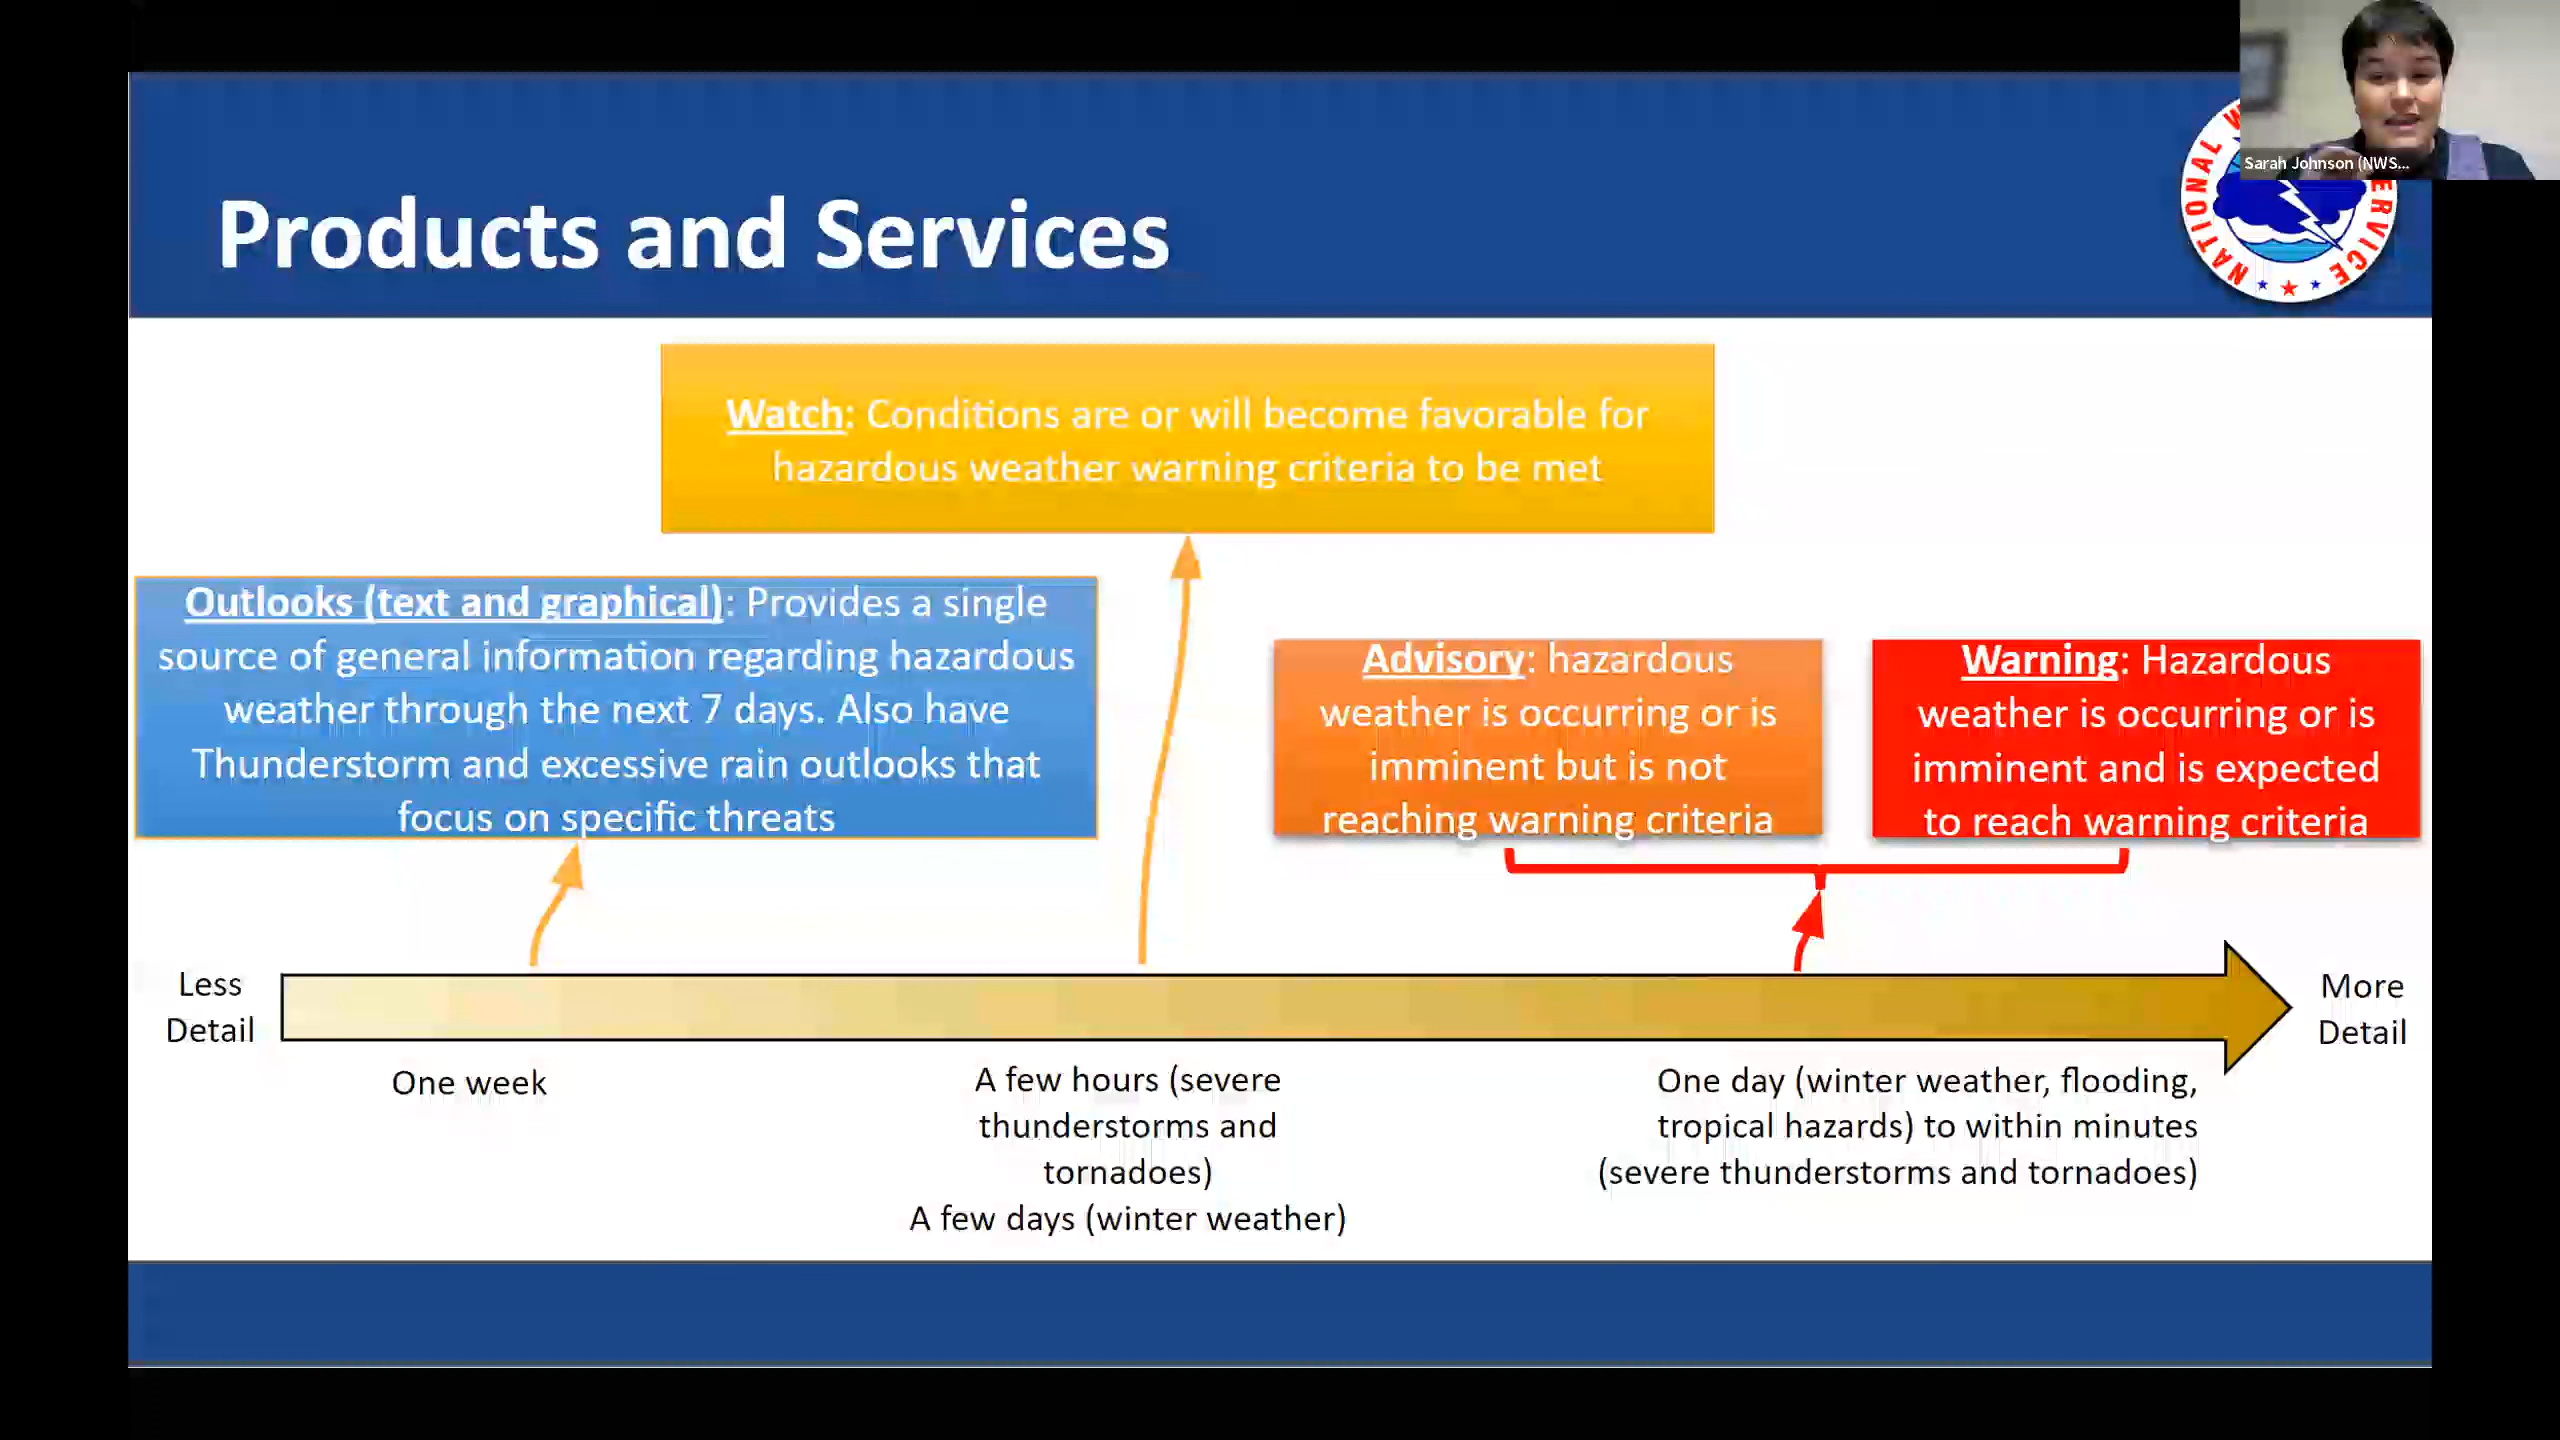 Sarah Johnson (NWS...
NATIONAL W ERVICE
Products and Services
Watch: Conditions are or will become favorable for
hazardous weather warning criteria to be met
Outlooks (text and graphical): Provides a single
source of general information regarding hazardous
weather through the next 7 days. Also have
Thunderstorm and excessive rain outlooks that
focus on specific threats
Advisory: hazardous
weather is occurring or is
imminent but is not
reaching warning criteria
Warning: Hazardous
weather is occurring or is
imminent and is expected
to reach warning criteria
Less
Detail
More
Detail
One week
A few hours (severe
thunderstorms and
tornadoes)
A few days (winter weather)
One day (winter weather, flooding,
tropical hazards) to within minutes
(severe thunderstorms and tornadoes)